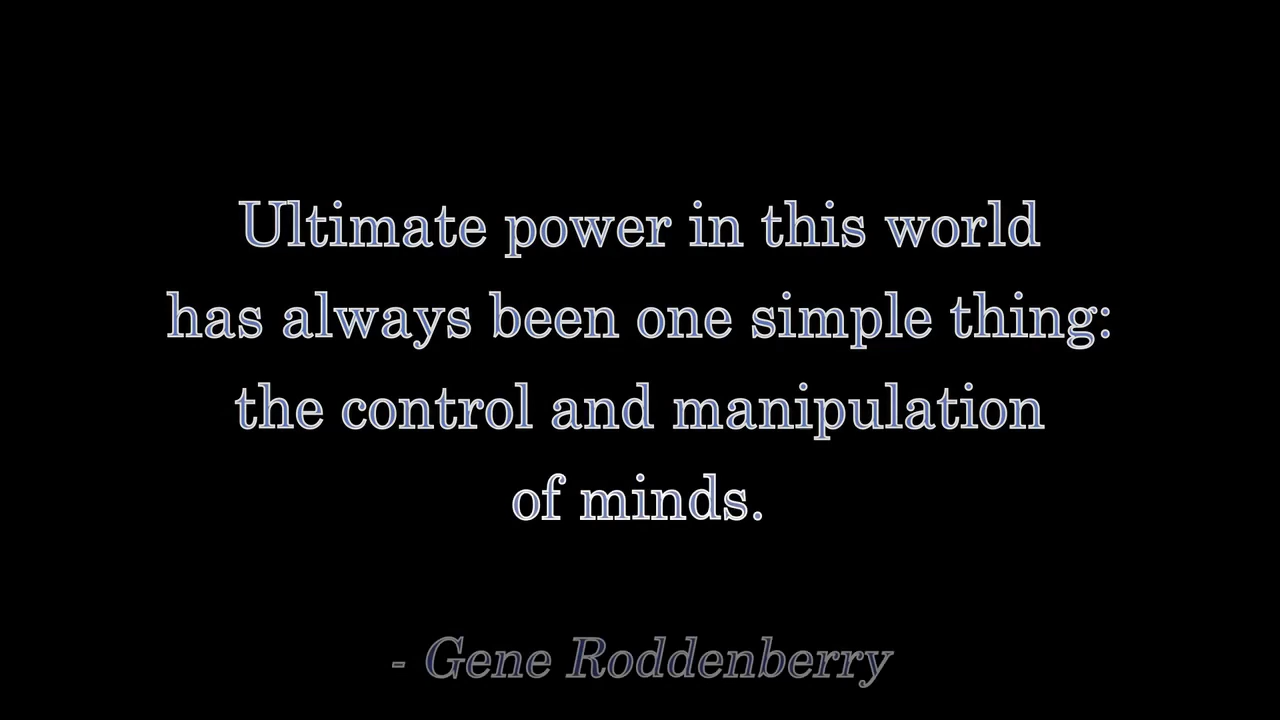 Ultimate power in this world
has always been one simple thing:
the control and manipulation
of minds.
- Gene Roddenberry